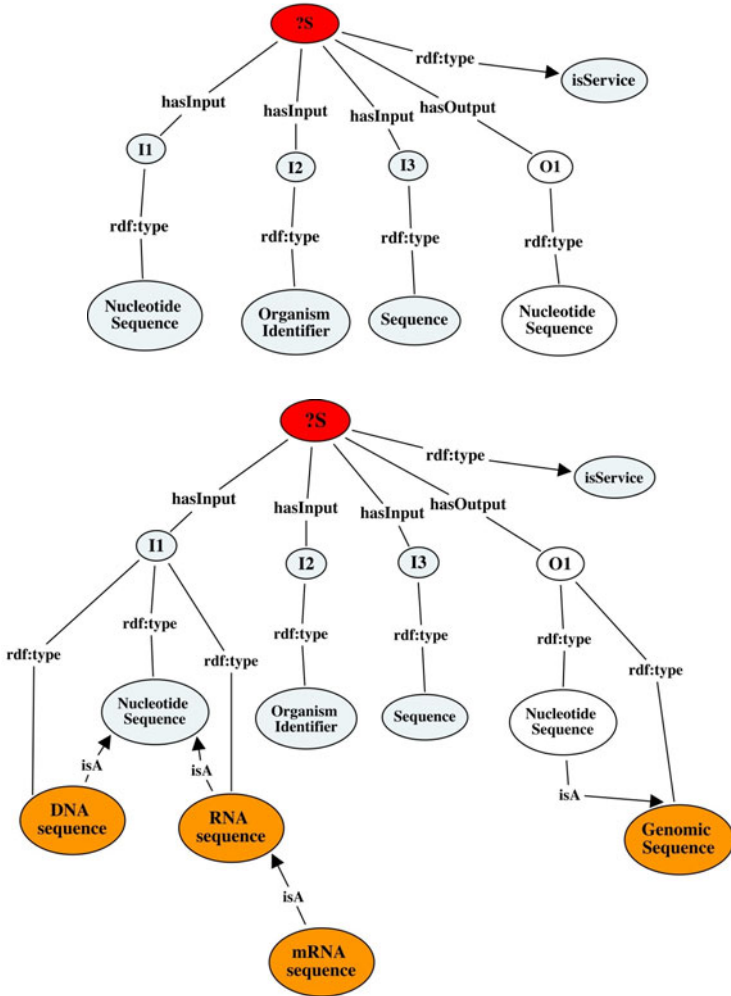 ?S
rdf:type
isService
hasInput
hasInput
hasInput
hasOutput
I1
I2
I3
O1
rdf:type
rdf:type
rdf:type
rdf:type
Nucleotide
Sequence
Organism
Identifier
Sequence
Nucleotide
Sequence
?S
rdf:type
isService
hasInput
hasInput
hasInput
hasOutput
I1
I2
I3
O1
rdf:type
rdf:type
rdf:type
rdf:type
rdf:type
rdf:type
rdf:type
Nucleotide
Sequence
Organism
Identifier
Sequence
Nucleotide
Sequence
isA
isA
isA
DNA
sequence
RNA
sequence
Genomic
Sequence
isA
mRNA
sequence